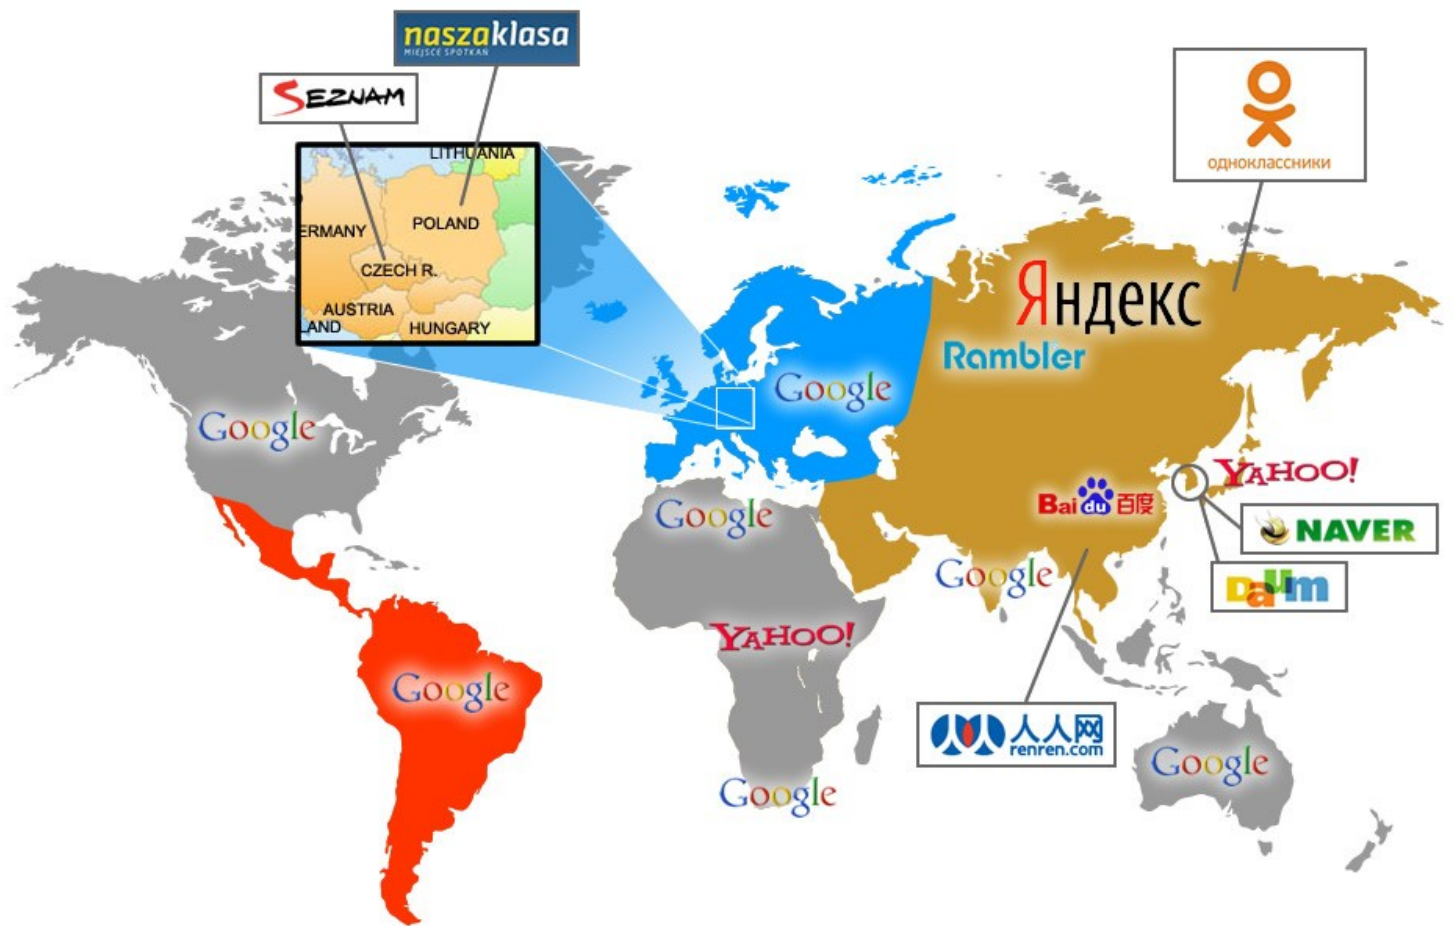 naszaklasa
MIEJSCE SPOTKAŃ
SEZNAM
одноклассники
LITHUANIA
ERMANY
POLAND
CZECH R.
AUSTRIA
LAND
HUNGARY
Яндекс
Rambler
Google
Google
YAHOO!
Baidu百度
NAVER
Google
Google
Daum
YAHOO!
Google
人人网
renren.com
Google
Google